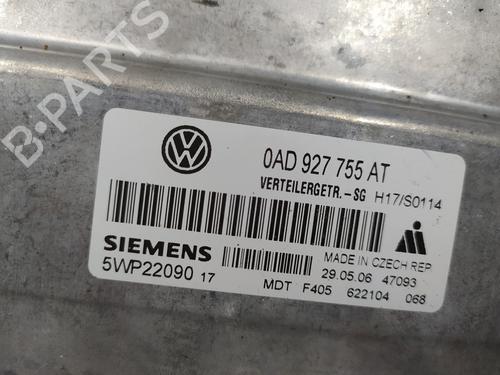 B-PARTS
0AD 927 755 AT
VERTEILERGETR.-SG H17/S0114
SIEMENS
5WP22090 17
MADE IN CZECH REP
29.05.06 47093
MDT F405 622104 068